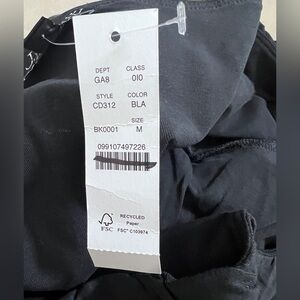 DEPT CLASS
GA8 010
STYLE COLOR
CD312 BLA
SIZE
BK0001 M
099107497226
RECYCLED
Paper
FSC FSC® C103974